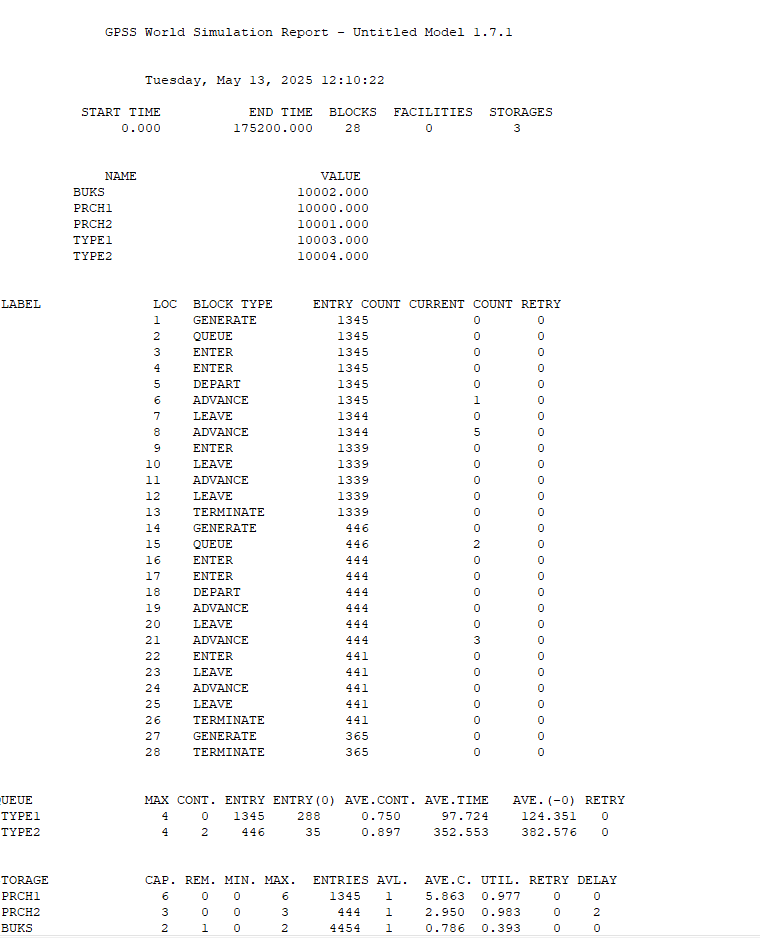 GPSS World Simulation Report - Untitled Model 1.7.1
Tuesday, May 13, 2025 12:10:22
START TIME END TIME BLOCKS FACILITIES STORAGES
0.000 175200.000 28 0 3
NAME VALUE
BUKS 10002.000
PRCH1 10000.000
PRCH2 10001.000
TYPE1 10003.000
TYPE2 10004.000
LABEL LOC BLOCK TYPE ENTRY COUNT CURRENT COUNT RETRY
1 GENERATE 1345 0 0
2 QUEUE 1345 0 0
3 ENTER 1345 0 0
4 ENTER 1345 0 0
5 DEPART 1345 0 0
6 ADVANCE 1345 1 0
7 LEAVE 1344 0 0
8 ADVANCE 1344 5 0
9 ENTER 1339 0 0
10 LEAVE 1339 0 0
11 ADVANCE 1339 0 0
12 LEAVE 1339 0 0
13 TERMINATE 1339 0 0
14 GENERATE 446 0 0
15 QUEUE 446 2 0
16 ENTER 444 0 0
17 ENTER 444 0 0
18 DEPART 444 0 0
19 ADVANCE 444 0 0
20 LEAVE 444 0 0
21 ADVANCE 444 3 0
22 ENTER 441 0 0
23 LEAVE 441 0 0
24 ADVANCE 441 0 0
25 LEAVE 441 0 0
26 TERMINATE 441 0 0
27 GENERATE 365 0 0
28 TERMINATE 365 0 0
UEUE MAX CONT. ENTRY ENTRY(0) AVE.CONT. AVE.TIME AVE.(-0) RETRY
TYPE1 4 0 1345 288 0.750 97.724 124.351 0
TYPE2 4 2 446 35 0.897 352.553 382.576 0
TORAGE CAP. REM. MIN. MAX. ENTRIES AVL. AVE.C. UTIL. RETRY DELAY
PRCH1 6 0 0 6 1345 1 5.863 0.977 0 0
PRCH2 3 0 0 3 444 1 2.950 0.983 0 2
BUKS 2 1 0 2 4454 1 0.786 0.393 0 0